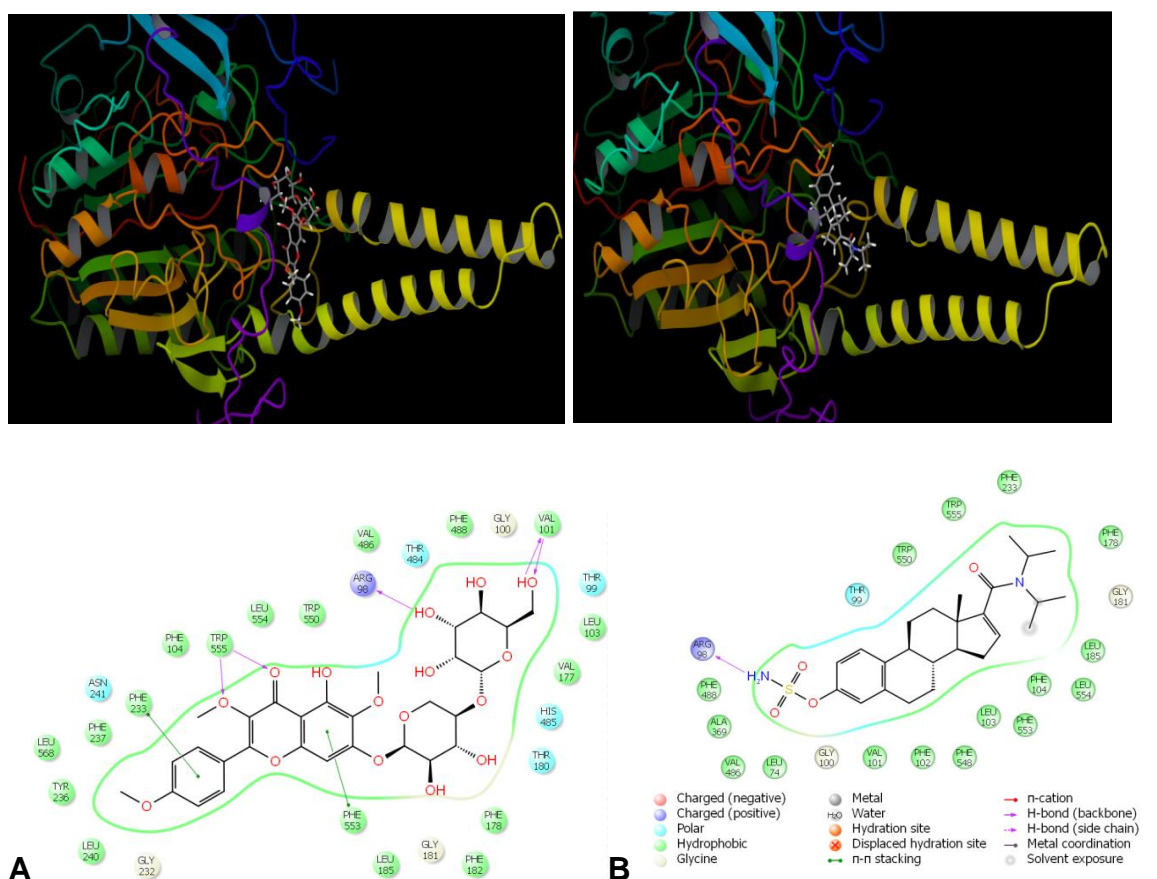 PHE 488
GLY 100
VAL 101
VAL 486
THR 484
ARG 98
THR 99
LEU 554
TRP 550
LEU 103
PHE 104
TRP 555
VAL 177
ASN 241
PHE 233
HIS 485
PHE 237
LEU 568
THR 180
TYR 236
PHE 553
PHE 178
LEU 240
GLY 232
LEU 185
GLY 181
PHE 182
HO
OH
HO
HO
O
HO
O
O
OH
O
O
O
O
O
OH
O
O
OH
A
PHE 233
TRP 555
PHE 178
TRP 550
THR 99
GLY 181
ARG 98
LEU 185
PHE 488
PHE 104
LEU 554
ALA 369
LEU 103
PHE 553
VAL 486
LEU 74
GLY 100
VAL 101
PHE 102
PHE 548
O
N
H₂N
O
S
O
O
H
H
H
B
Charged (negative)
Charged (positive)
Polar
Hydrophobic
Glycine
Metal
H₂O Water
Hydration site
Displaced hydration site
π-π stacking
π-cation
H-bond (backbone)
H-bond (side chain)
Metal coordination
Solvent exposure